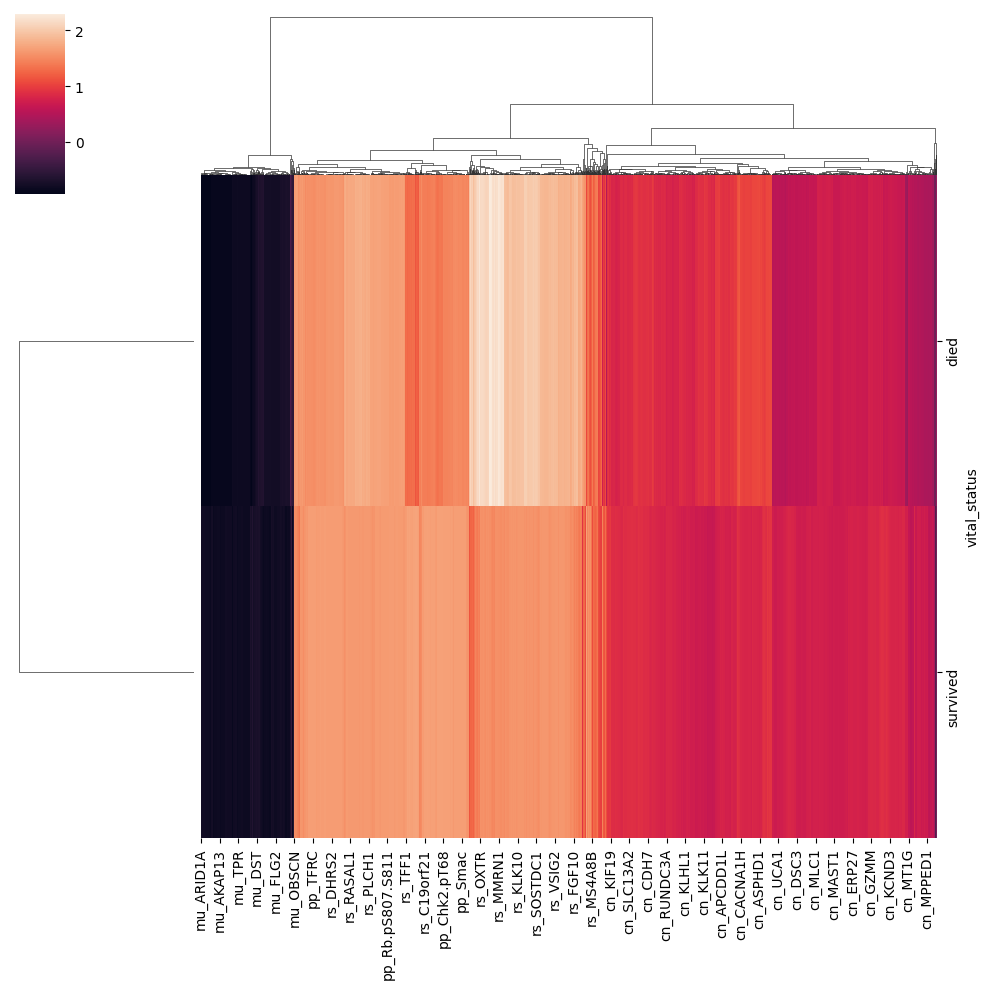 2
1
0
died
survived
vital_status
mu_ARID1A
mu_AKAP13
mu_TPR
mu_DST
mu_FLG2
mu_OBSCN
pp_TFRC
rs_DHRS2
rs_RASAL1
rs_PLCH1
pp_Rb.pS807.S811
rs_TFF1
rs_C19orf21
pp_Chk2.pT68
pp_Smac
rs_OXTR
rs_MMRN1
rs_KLK10
rs_SOSTDC1
rs_VSIG2
rs_FGF10
rs_MS4A8B
cn_KIF19
cn_SLC13A2
cn_CDH7
cn_RUNDC3A
cn_KLHL1
cn_KLK11
cn_APCDD1L
cn_CACNA1H
cn_ASPHD1
cn_UCA1
cn_DSC3
cn_MLC1
cn_MAST1
cn_ERP27
cn_GZMM
cn_KCND3
cn_MT1G
cn_MPPED1